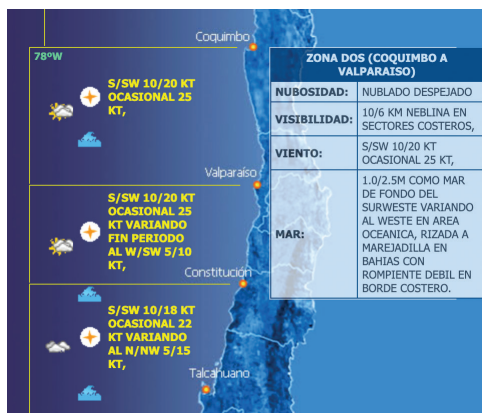 Coquimbo
78ºW
S/SW 10/20 KT
OCASIONAL 25
KT,
Valparaíso
S/SW 10/20 KT
OCASIONAL 25
KT VARIANDO
FIN PERIODO
AL W/SW 5/10
KT,
Constitución
S/SW 10/18 KT
OCASIONAL 22
KT VARIANDO
AL N/NW 5/15
KT,
Talcahuano
ZONA DOS (COQUIMBO A
VALPARAISO)
NUBOSIDAD: NUBLADO DESPEJADO
VISIBILIDAD: 10/6 KM NEBLINA EN
SECTORES COSTEROS,
VIENTO: S/SW 10/20 KT
OCASIONAL 25 KT,
MAR: 1.0/2.5M COMO MAR
DE FONDO DEL
SURWESTE VARIANDO
AL WESTE EN AREA
OCEANICA, RIZADA A
MAREJADILLA EN
BAHIAS CON
ROMPIENTE DEBIL EN
BORDE COSTERO.